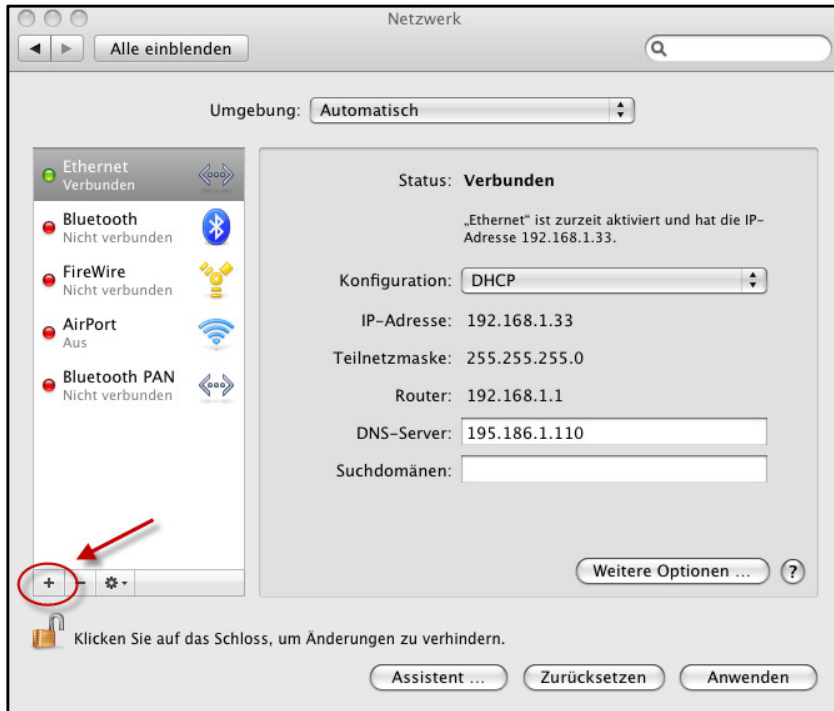 Netzwerk
Alle einblenden
Umgebung: Automatisch
Ethernet
Verbunden
Bluetooth
Nicht verbunden
FireWire
Nicht verbunden
AirPort
Aus
Bluetooth PAN
Nicht verbunden
Status: Verbunden
„Ethernet“ ist zurzeit aktiviert und hat die IP-
Adresse 192.168.1.33.
Konfiguration: DHCP
IP-Adresse: 192.168.1.33
Teilnetzmaske: 255.255.255.0
Router: 192.168.1.1
DNS-Server: 195.186.1.110
Suchdomänen:
Weitere Optionen ... ?
Klicken Sie auf das Schloss, um Änderungen zu verhindern.
Assistent ... Zurücksetzen Anwenden